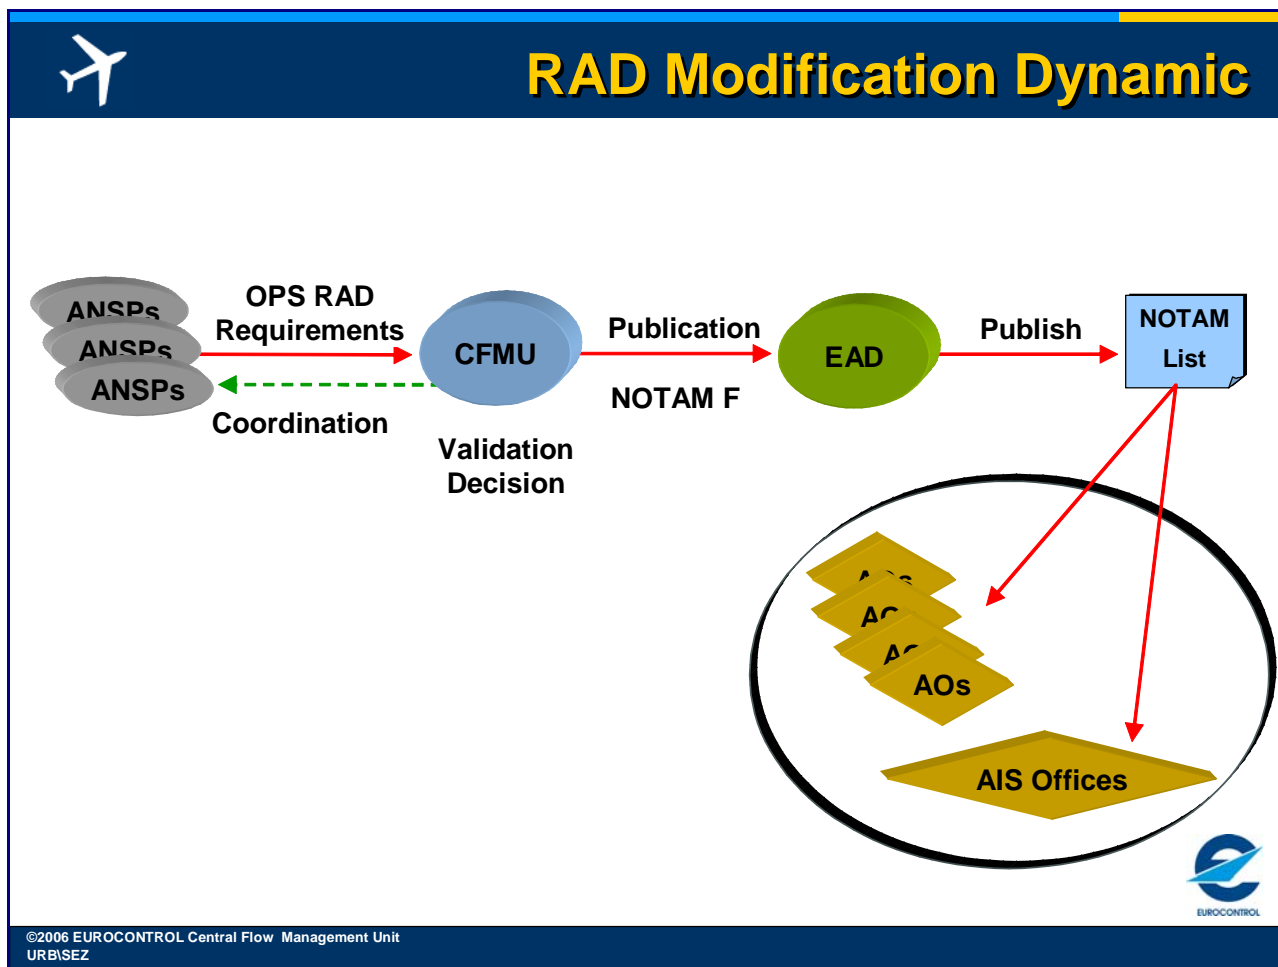 RAD Modification Dynamic
ANSPs
ANSPs
ANSPs
OPS RAD
Requirements
Coordination
CFMU
Validation
Decision
Publication
NOTAM F
EAD
Publish
NOTAM
List
AOs
AIS Offices
EUROCONTROL
©2006 EUROCONTROL Central Flow Management Unit
URB\SEZ